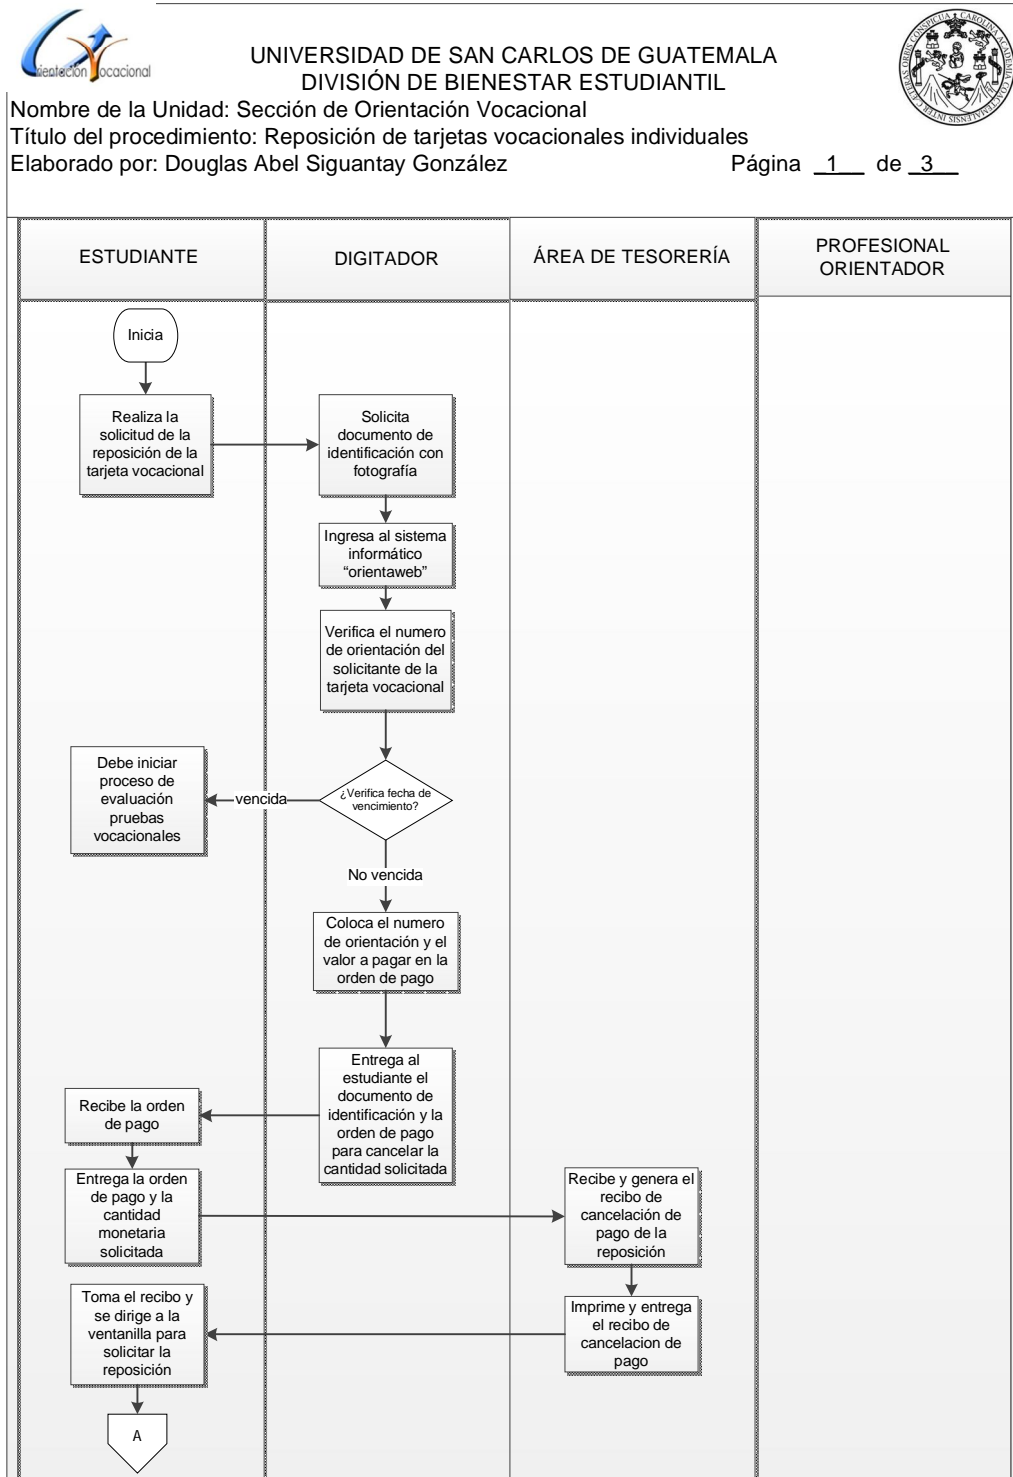 Orientación Vocacional
UNIVERSIDAD DE SAN CARLOS DE GUATEMALA
DIVISIÓN DE BIENESTAR ESTUDIANTIL
Nombre de la Unidad: Sección de Orientación Vocacional
Título del procedimiento: Reposición de tarjetas vocacionales individuales
Elaborado por: Douglas Abel Siguantay González
Página 1 de 3
ESTUDIANTE
DIGITADOR
ÁREA DE TESORERÍA
PROFESIONAL
ORIENTADOR
Inicia
Realiza la
solicitud de la
reposición de la
tarjeta vocacional
Solicita
documento de
identificación con
fotografía
Ingresa al sistema
informático
“orientaweb”
Verifica el numero
de orientación del
solicitante de la
tarjeta vocacional
¿Verifica fecha de
vencimiento?
vencida
Debe iniciar
proceso de
evaluación
pruebas
vocacionales
No vencida
Coloca el numero
de orientación y el
valor a pagar en la
orden de pago
Entrega al
estudiante el
documento de
identificación y la
orden de pago
para cancelar la
cantidad solicitada
Recibe la orden
de pago
Entrega la orden
de pago y la
cantidad
monetaria
solicitada
Recibe y genera el
recibo de
cancelación de
pago de la
reposición
Imprime y entrega
el recibo de
cancelacion de
pago
Toma el recibo y
se dirige a la
ventanilla para
solicitar la
reposición
A